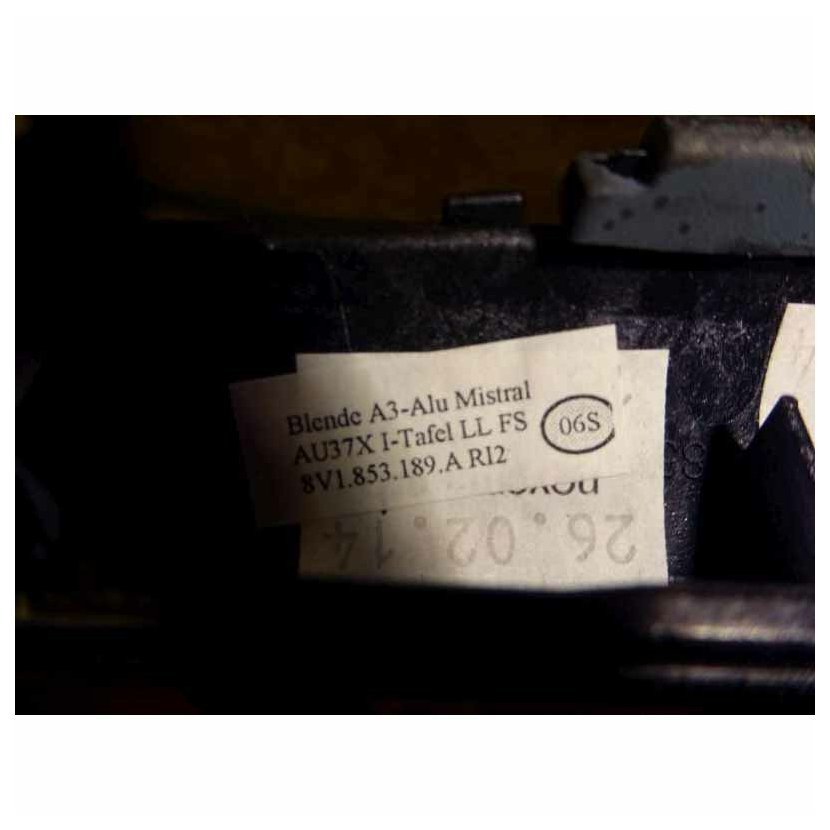 Blende A3-Alu Mistral
AU37X I-Tafel LL FS
8V1.853.189.A RI2
06S
26.02.14